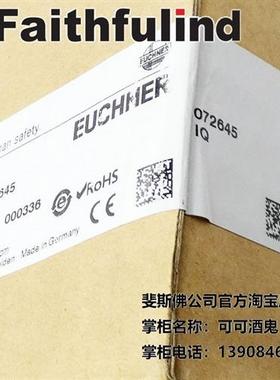 Faithfulind
EUCHNER
an safety
EUCHNER
072645
IQ
645
000336
RoHS
Made in Germany
斐斯佛公司官方淘宝
掌柜名称：可可酒鬼
掌柜电话：1390846